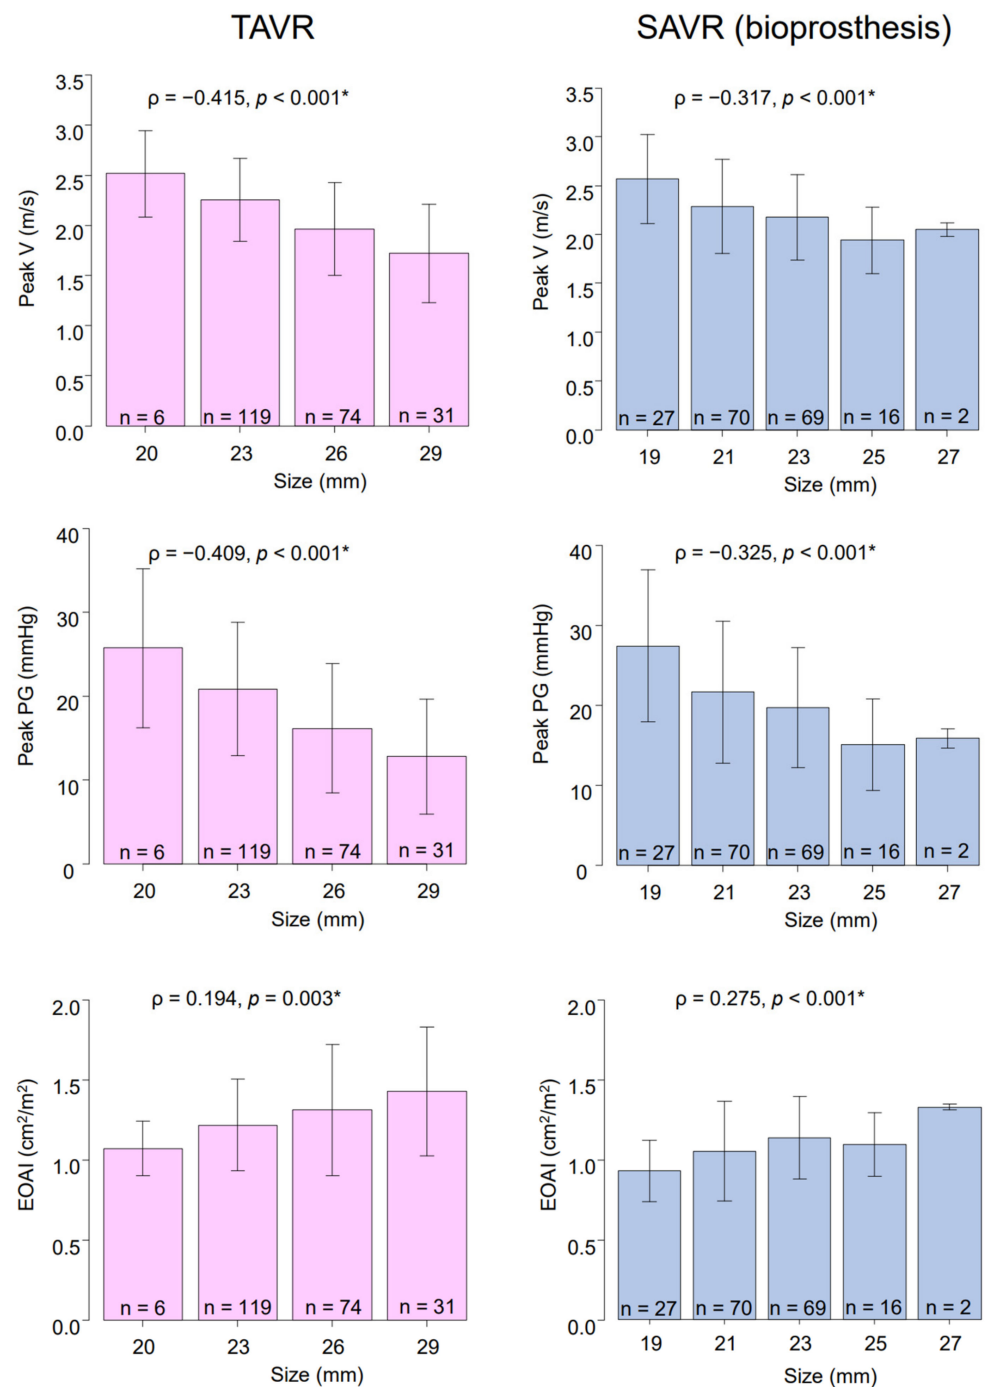 TAVR
SAVR (bioprosthesis)
Peak V (m/s)
3.5
3.0
2.5
2.0
1.5
1.0
0.5
0.0
ρ = −0.415, p < 0.001*
n = 6
n = 119
n = 74
n = 31
20
23
26
29
Size (mm)
Peak V (m/s)
3.5
3.0
2.5
2.0
1.5
1.0
0.5
0.0
ρ = −0.317, p < 0.001*
n = 27
n = 70
n = 69
n = 16
n = 2
19
21
23
25
27
Size (mm)
Peak PG (mmHg)
40
30
20
10
0
ρ = −0.409, p < 0.001*
n = 6
n = 119
n = 74
n = 31
20
23
26
29
Size (mm)
Peak PG (mmHg)
40
30
20
10
0
ρ = −0.325, p < 0.001*
n = 27
n = 70
n = 69
n = 16
n = 2
19
21
23
25
27
Size (mm)
EOAI (cm²/m²)
2.0
1.5
1.0
0.5
0.0
ρ = 0.194, p = 0.003*
n = 6
n = 119
n = 74
n = 31
20
23
26
29
Size (mm)
EOAI (cm²/m²)
2.0
1.5
1.0
0.5
0.0
ρ = 0.275, p < 0.001*
n = 27
n = 70
n = 69
n = 16
n = 2
19
21
23
25
27
Size (mm)